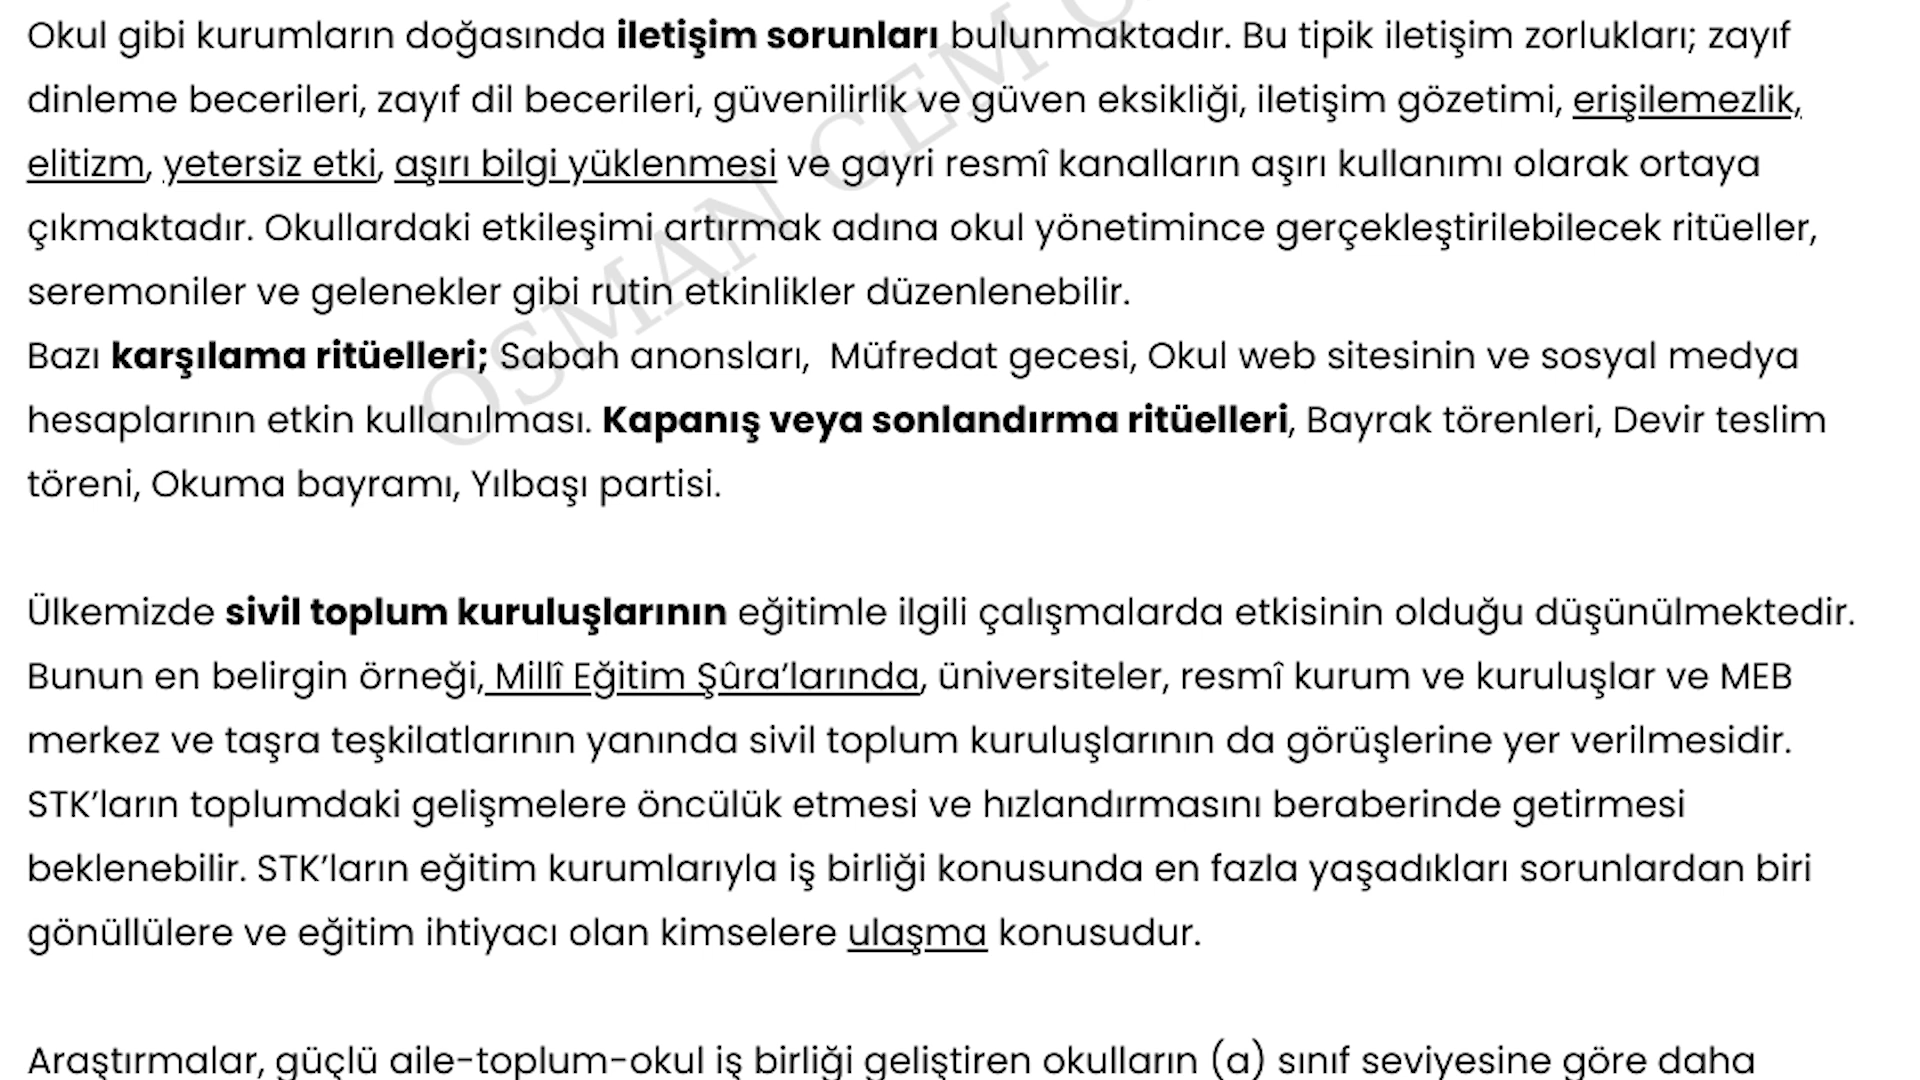 Okul gibi kurumların doğasında iletişim sorunları bulunmaktadır. Bu tipik iletişim zorlukları; zayıf
dinleme becerileri, zayıf dil becerileri, güvenilirlik ve güven eksikliği, iletişim gözetimi, erişilemezlik,
elitizm, yetersiz etki, aşırı bilgi yüklenmesi ve gayri resmî kanalların aşırı kullanımı olarak ortaya
çıkmaktadır. Okullardaki etkileşimi artırmak adına okul yönetimince gerçekleştirilebilecek ritüeller,
seremoniler ve gelenekler gibi rutin etkinlikler düzenlenebilir.
Bazı karşılama ritüelleri; Sabah anonsları, Müfredat gecesi, Okul web sitesinin ve sosyal medya
hesaplarının etkin kullanılması. Kapanış veya sonlandırma ritüelleri, Bayrak törenleri, Devir teslim
töreni, Okuma bayramı, Yılbaşı partisi.
Ülkemizde sivil toplum kuruluşlarının eğitimle ilgili çalışmalarda etkisinin olduğu düşünülmektedir.
Bunun en belirgin örneği, Millî Eğitim Şûra’larında, üniversiteler, resmî kurum ve kuruluşlar ve MEB
merkez ve taşra teşkilatlarının yanında sivil toplum kuruluşlarının da görüşlerine yer verilmesidir.
STK’ların toplumdaki gelişmelere öncülük etmesi ve hızlandırmasını beraberinde getirmesi
beklenebilir. STK’ların eğitim kurumlarıyla iş birliği konusunda en fazla yaşadıkları sorunlardan biri
gönüllülere ve eğitim ihtiyacı olan kimselere ulaşma konusudur.
Araştırmalar, güçlü aile-toplum-okul iş birliği geliştiren okulların (a) sınıf seviyesine göre daha
OSMAN CEM